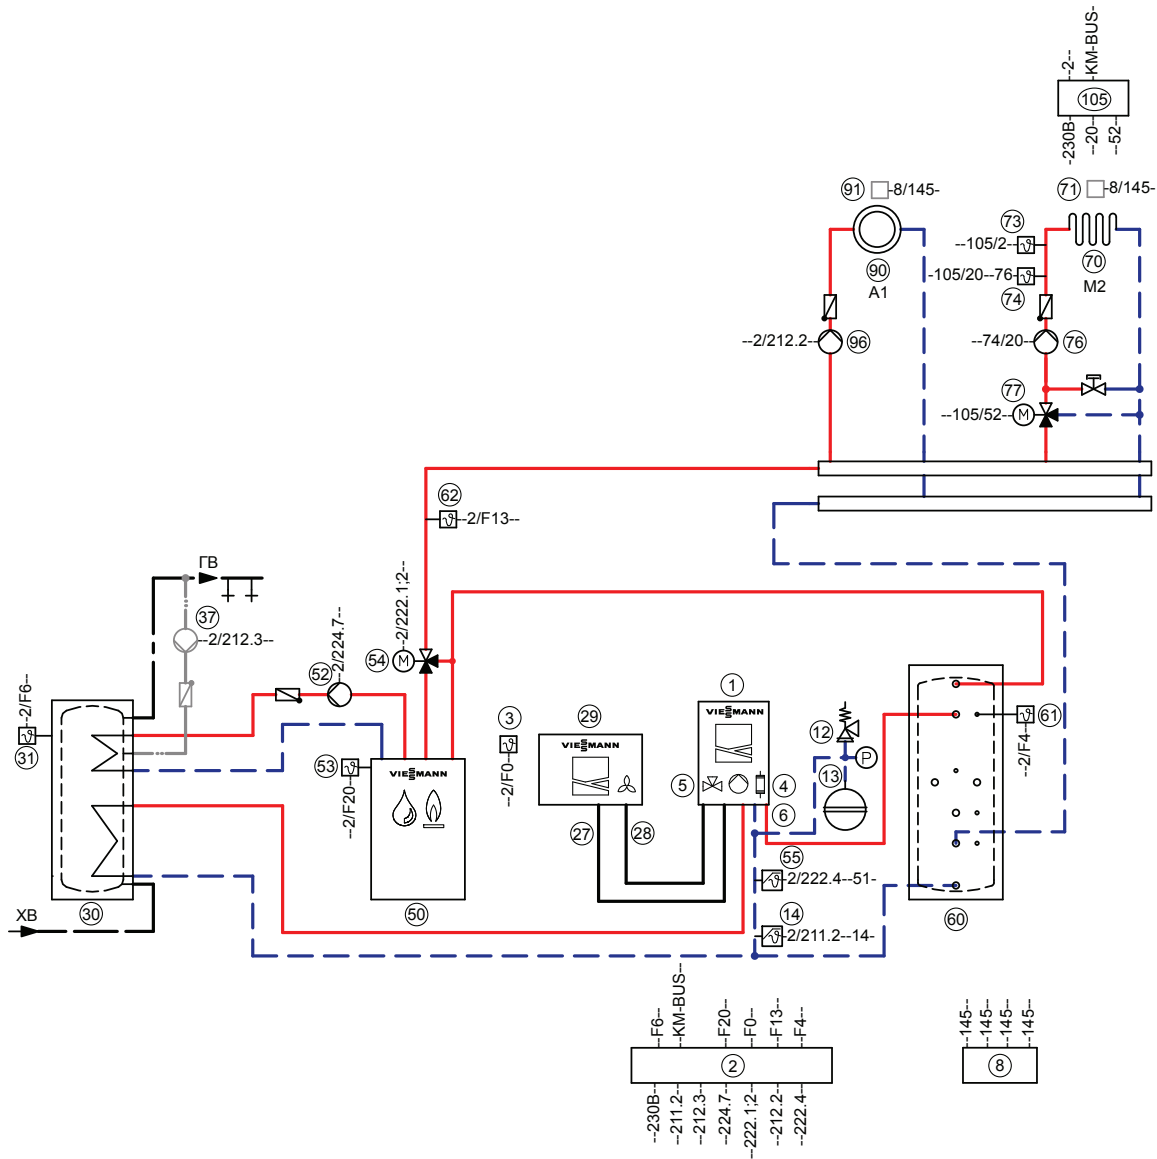 --2--
KM-BUS-
105
-230В-
--20--
--52--
91
-8/145-
71
-8/145-
73
--105/2--
90
A1
70
M2
-105/20--76-
74
--2/212.2--
96
--74/20--
76
77
--105/52--
M
62
--2/F13--
ГВ
37
--2/212.3--
--2/222.1;2--
54
M
--2/224.7--
52
--2/F6--
31
53
--2/F20--
VIESMANN
3
--2/F0---
29
VIESMANN
1
VIESMANN
5
4
6
27
28
12
P
13
61
--2/F4--
55
-2/222.4--51-
14
-2/211.2--14-
ХВ
30
50
60
--F6--
KM-BUS--
--F20--
--F0---
--F13--
--F4--
2
--230В--
--211.2--
--212.3--
--224.7--
--222.1;2--
--212.2--
--222.4--
-145--
-145--
-145--
-145--
8